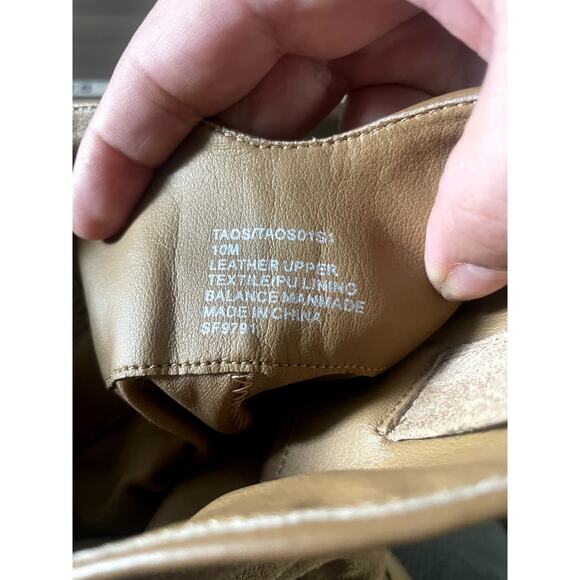 TAOS/TAOS01S1
10M
LEATHER UPPER
TEXTILE/PU LINING
BALANCE MANMADE
MADE IN CHINA
SF9791